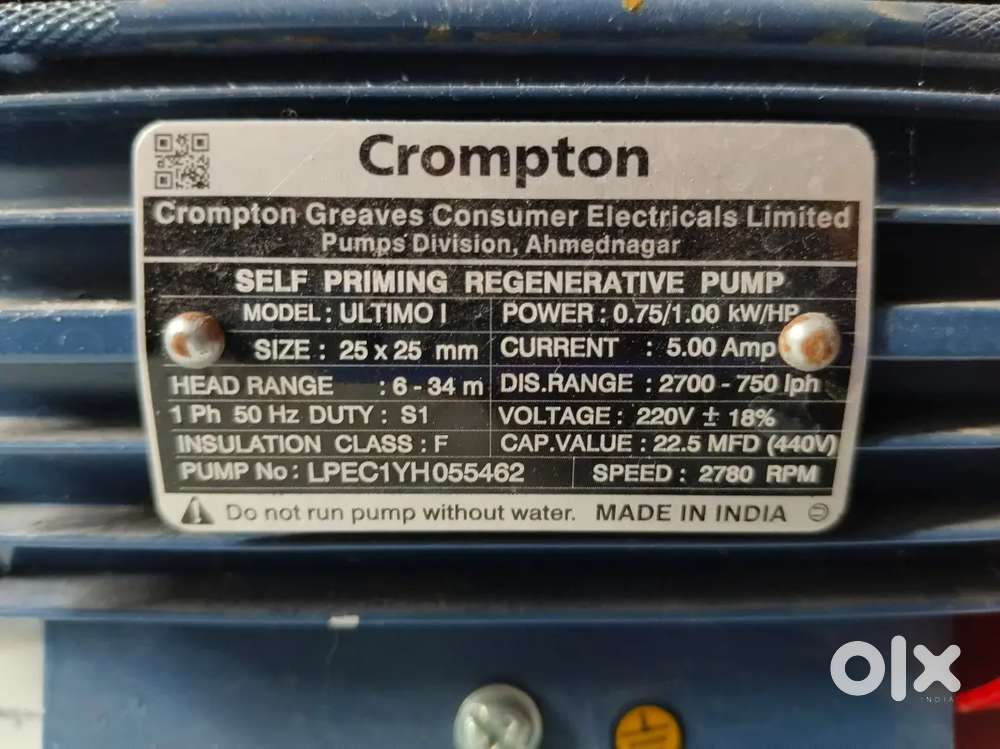 Crompton
Crompton Greaves Consumer Electricals Limited
Pumps Division, Ahmednagar
SELF PRIMING REGENERATIVE PUMP
MODEL : ULTIMO I POWER : 0.75/1.00 kW/HP
SIZE : 25 x 25 mm CURRENT : 5.00 Amp
HEAD RANGE : 6 - 34 m DIS.RANGE : 2700 - 750 lph
1 Ph 50 Hz DUTY : S1 VOLTAGE : 220V ± 18%
INSULATION CLASS : F CAP.VALUE : 22.5 MFD (440V)
PUMP No : LPEC1YH055462 SPEED : 2780 RPM
Do not run pump without water. MADE IN INDIA
OLX
INDIA